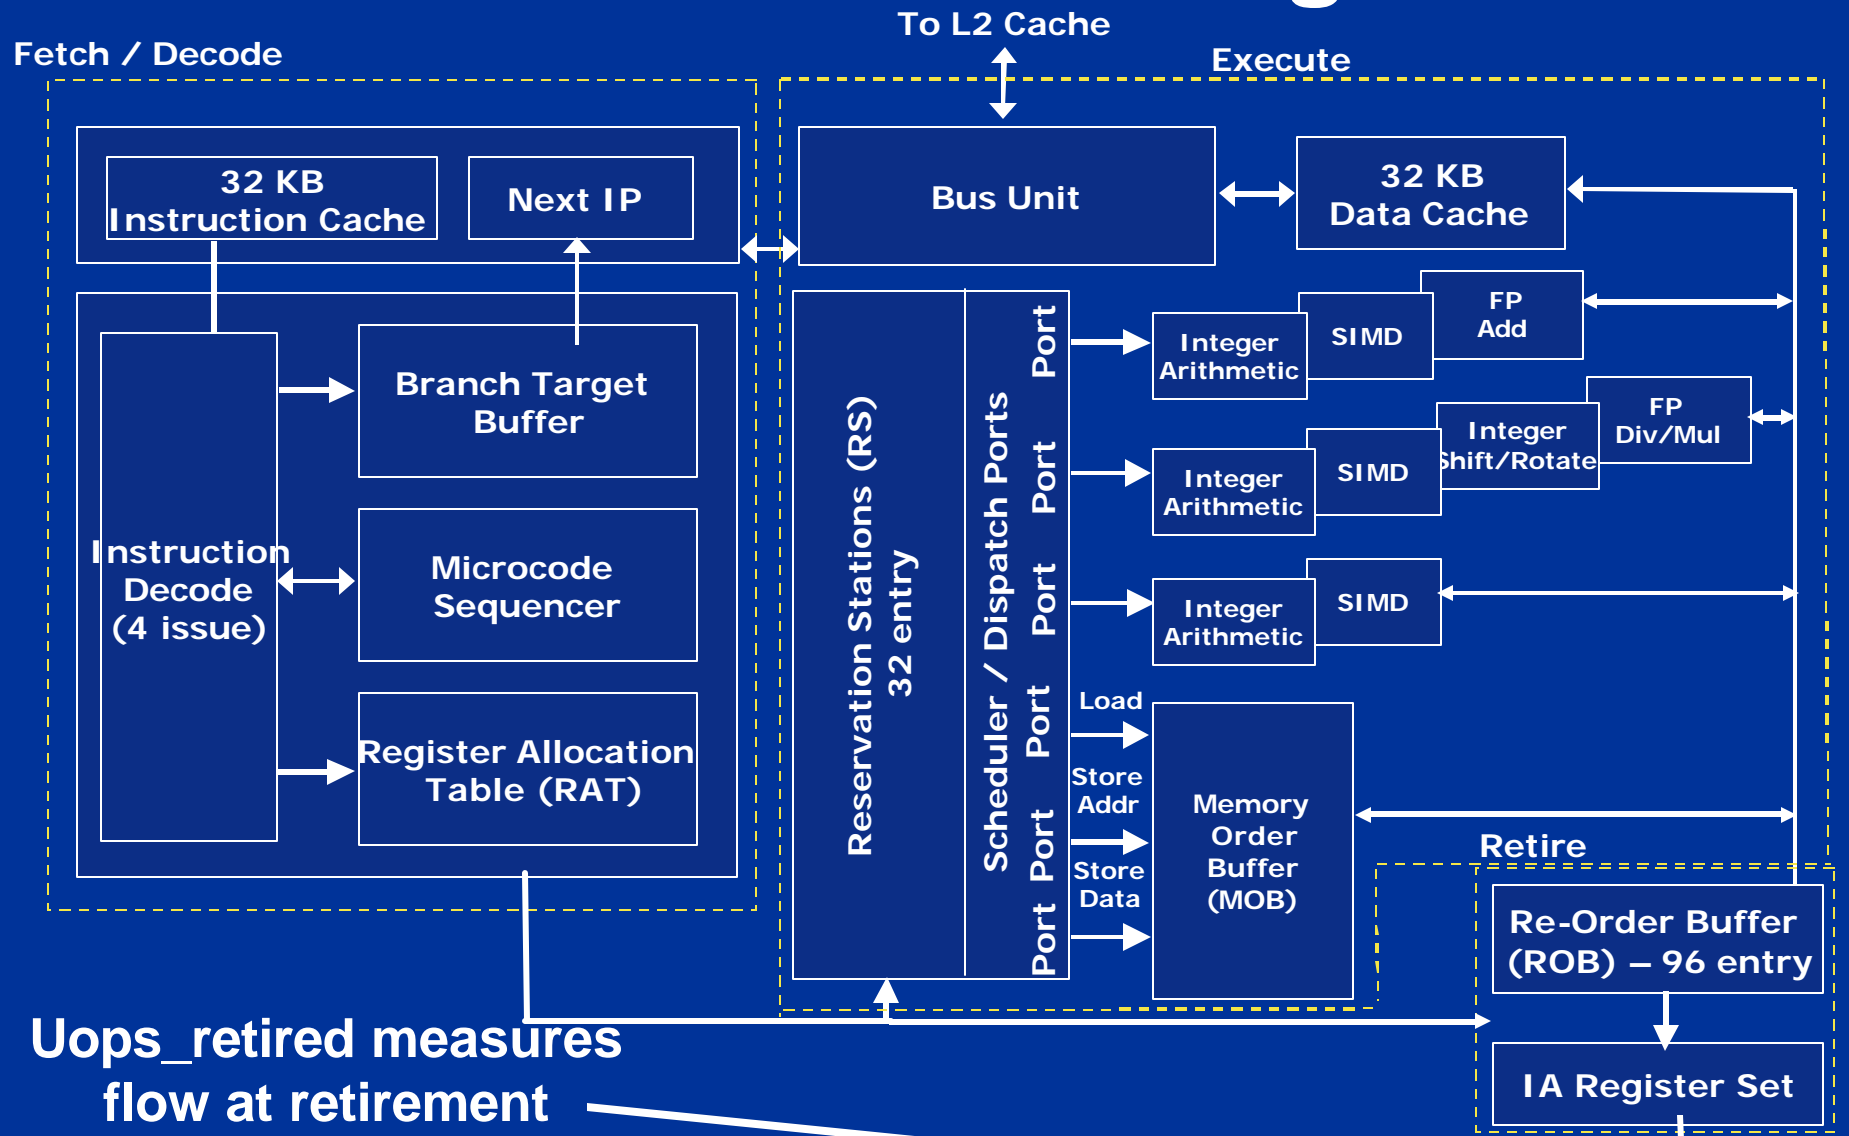 To L2 Cache
Fetch / Decode
Execute
32 KB
Instruction Cache
Next IP
Bus Unit
32 KB
Data Cache
Instruction
Decode
(4 issue)
Branch Target
Buffer
Microcode
Sequencer
Register Allocation
Table (RAT)
Reservation Stations (RS)
32 entry
Scheduler / Dispatch Ports
Port
Port
Port
Port
Port
Port
Integer
Arithmetic
SIMD
FP
Add
Integer
Arithmetic
SIMD
Integer
Shift/Rotate
FP
Div/Mul
Integer
Arithmetic
SIMD
Load
Store
Addr
Store
Data
Memory
Order
Buffer
(MOB)
Retire
Re-Order Buffer
(ROB) – 96 entry
IA Register Set
Uops_retired measures
flow at retirement